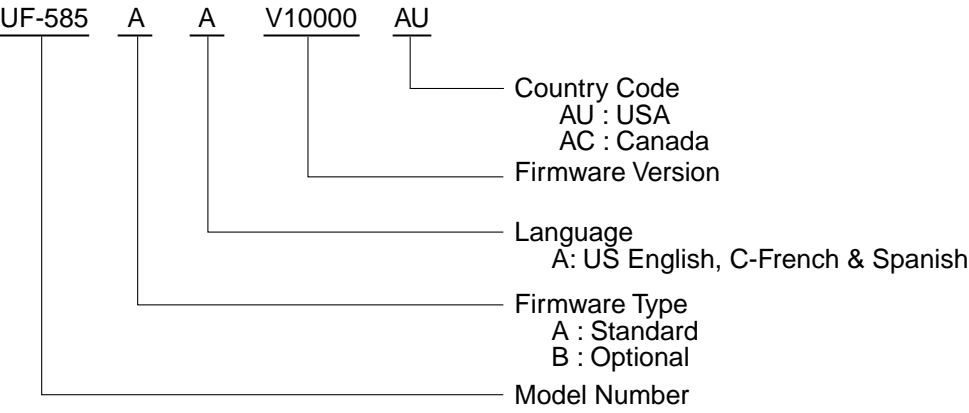 UF-585 A A V10000 AU
Country Code
AU : USA
AC : Canada
Firmware Version
Language
A: US English, C-French & Spanish
Firmware Type
A : Standard
B : Optional
Model Number